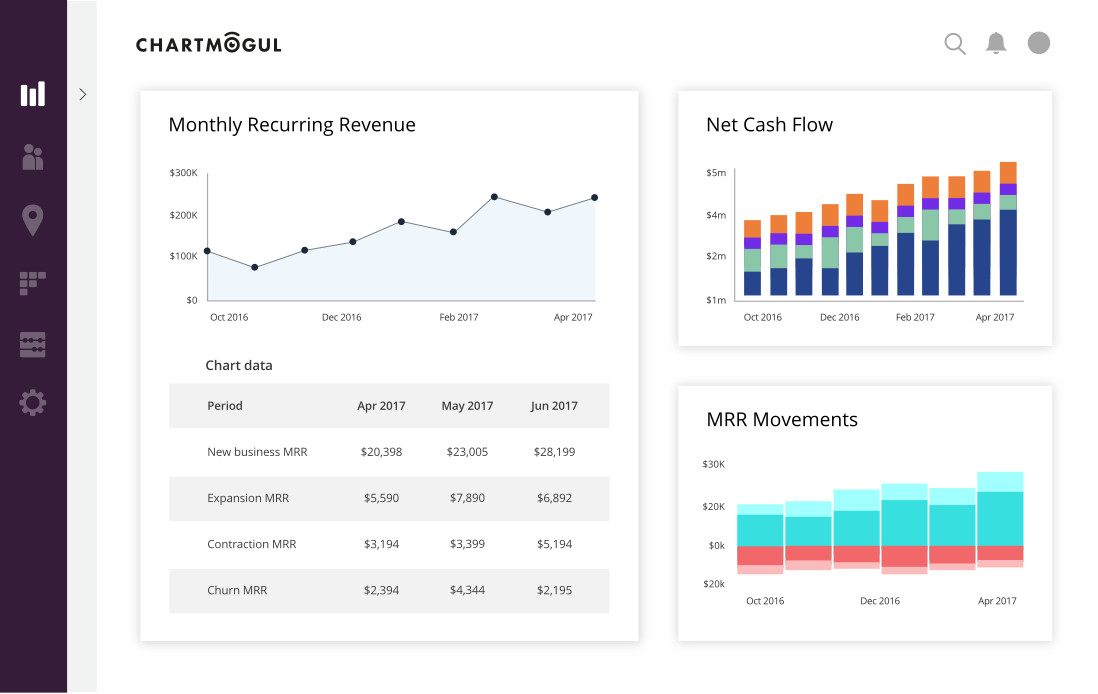 CHARTMOGUL
Monthly Recurring Revenue
$300K
$200K
$100K
$0
Oct 2016 Dec 2016 Feb 2017 Apr 2017
Chart data
Period Apr 2017 May 2017 Jun 2017
New business MRR $20,398 $23,005 $28,199
Expansion MRR $5,590 $7,890 $6,892
Contraction MRR $3,194 $3,399 $5,194
Churn MRR $2,394 $4,344 $2,195
Net Cash Flow
$5m
$4m
$2m
$1m
Oct 2016 Dec 2016 Feb 2017 Apr 2017
MRR Movements
$30K
$20K
$0k
$20k
Oct 2016 Dec 2016 Apr 2017